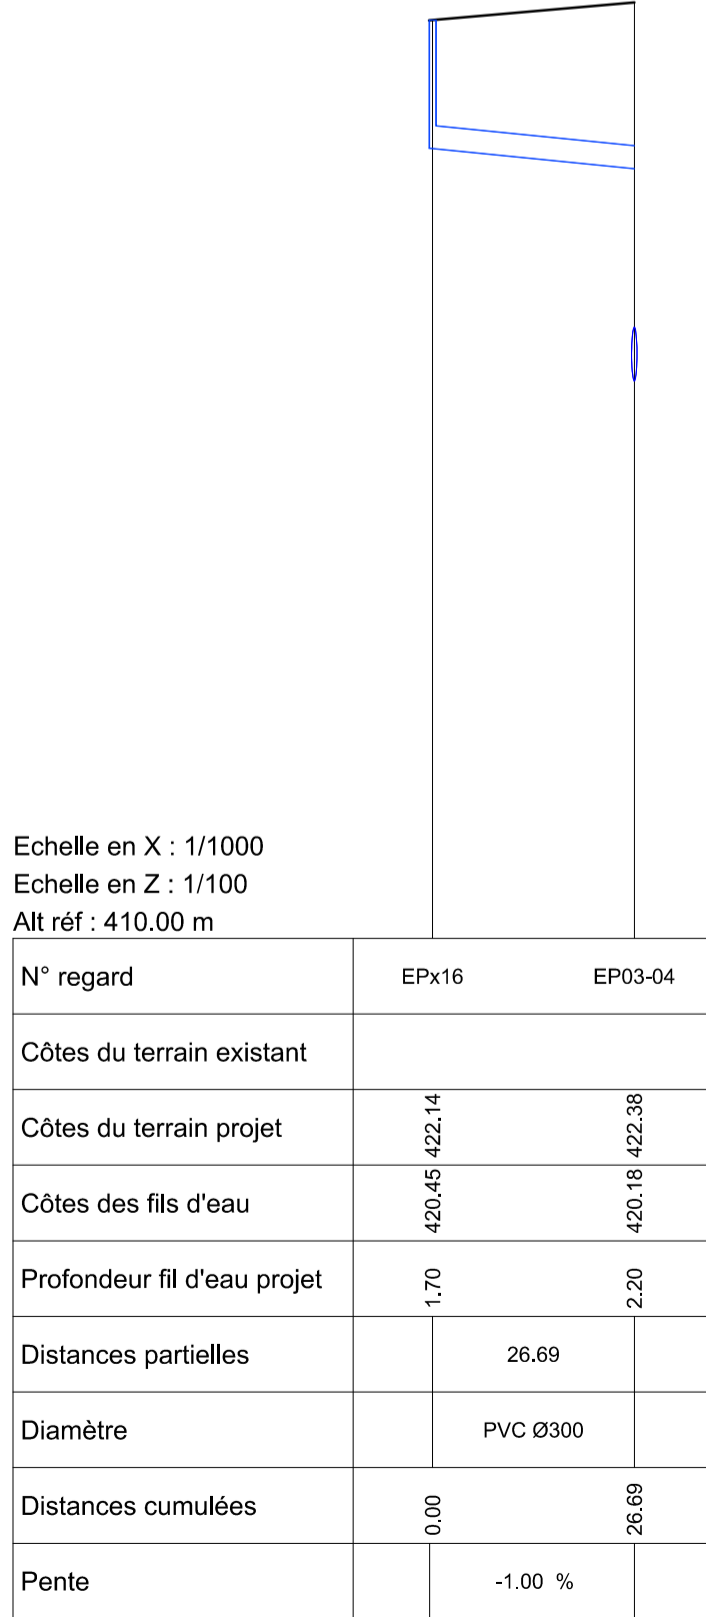 Echelle en X : 1/1000
Echelle en Z : 1/100
Alt réf : 410.00 m
N° regard EPx16 EP03-04
Côtes du terrain existant
Côtes du terrain projet 422.14 422.38
Côtes des fils d'eau 420.45 420.18
Profondeur fil d'eau projet 1.70 2.20
Distances partielles 26.69
Diamètre PVC Ø300
Distances cumulées 0.00 26.69
Pente -1.00 %